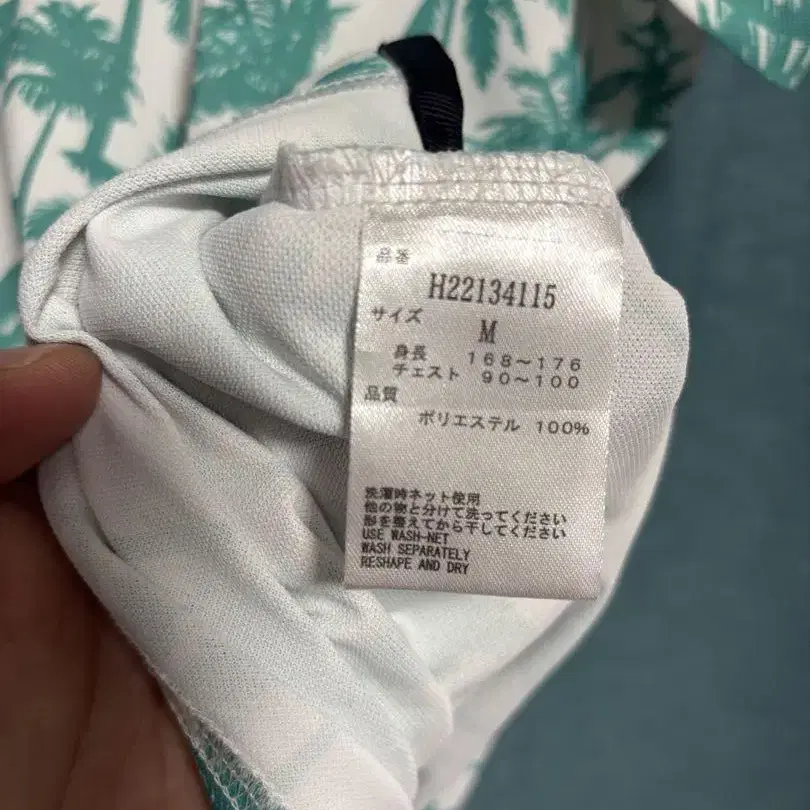 品番
H22134115
サイズ
M
身長 168〜176
チェスト 90〜100
品質
ポリエステル 100%
洗濯時ネット使用
他の物と分けて洗ってください
形を整えてから干してください
USE WASH-NET
WASH SEPARATELY
RESHAPE AND DRY